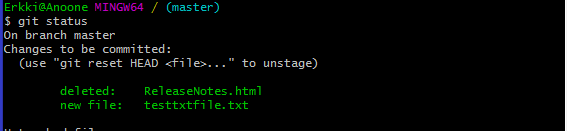 Erkki@Anoone MINGW64 / (master)
$ git status
On branch master
Changes to be committed:
  (use "git reset HEAD <file>..." to unstage)

        deleted:    ReleaseNotes.html
        new file:   testtxtfile.txt